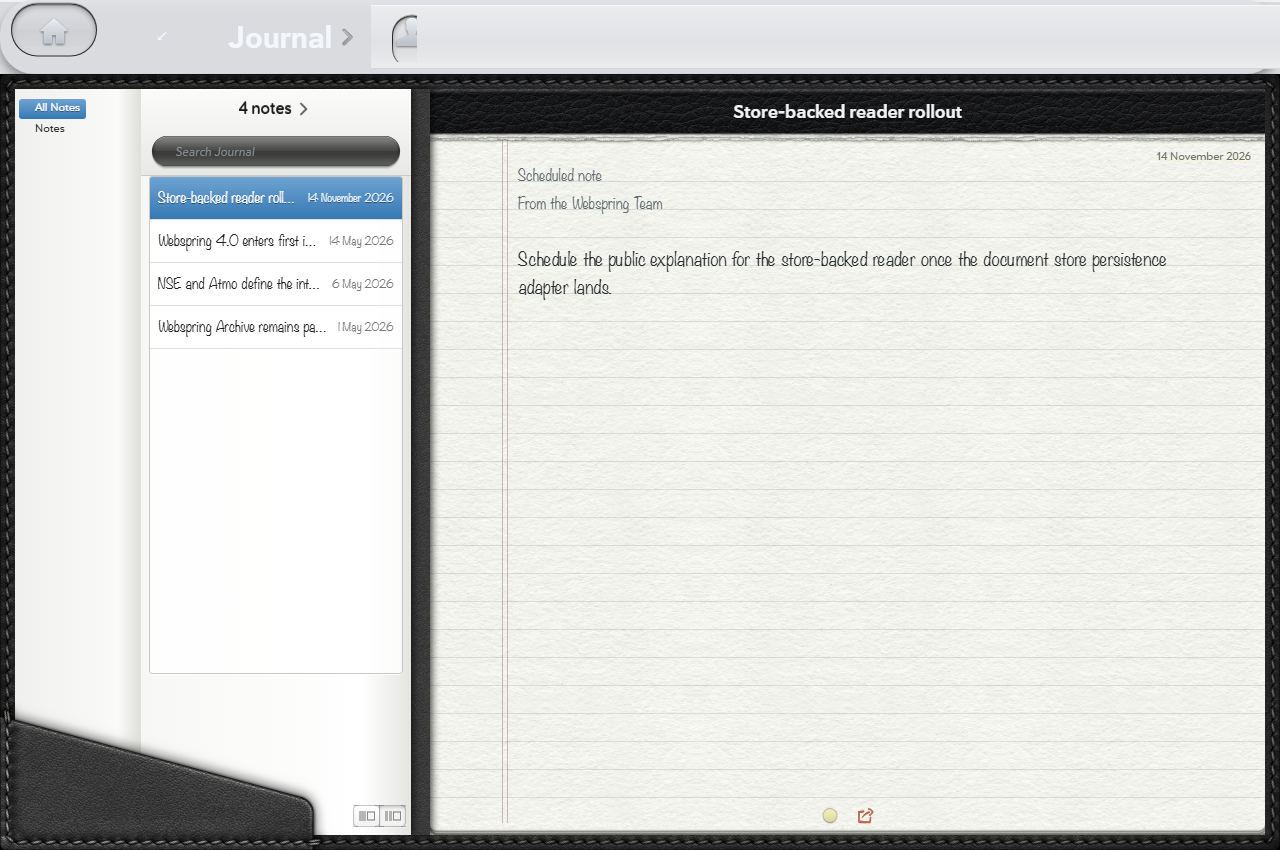 Journal
All Notes
Notes
4 notes
Search Journal
Store-backed reader roll... 14 November 2026
Webspring 4.0 enters first i... 14 May 2026
NSE and Atmo define the int... 6 May 2026
Webspring Archive remains pa... 1 May 2026
Store-backed reader rollout
14 November 2026
Scheduled note
From the Webspring Team
Schedule the public explanation for the store-backed reader once the document store persistence
adapter lands.